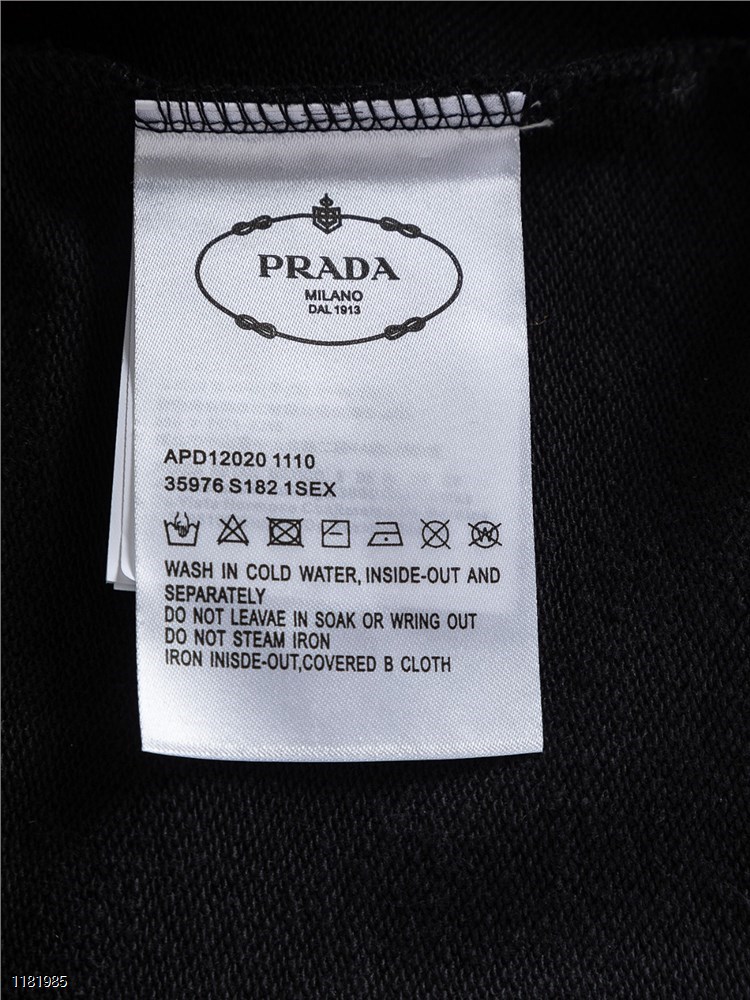 PRADA
MILANO
DAL 1913
APD12020 1110
35976 S182 1SEX
WASH IN COLD WATER, INSIDE-OUT AND
SEPARATELY
DO NOT LEAVAE IN SOAK OR WRING OUT
DO NOT STEAM IRON
IRON INISDE-OUT,COVERED B CLOTH
1181985